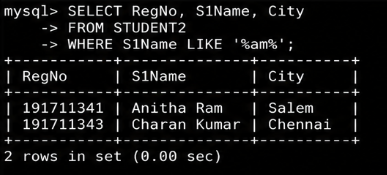 mysql> SELECT RegNo, S1Name, City
    -> FROM STUDENT2
    -> WHERE S1Name LIKE '%am%';
+-----------+--------------+---------+
| RegNo     | S1Name       | City    |
+-----------+--------------+---------+
| 191711341 | Anitha Ram   | Salem   |
| 191711343 | Charan Kumar | Chennai |
+-----------+--------------+---------+
2 rows in set (0.00 sec)